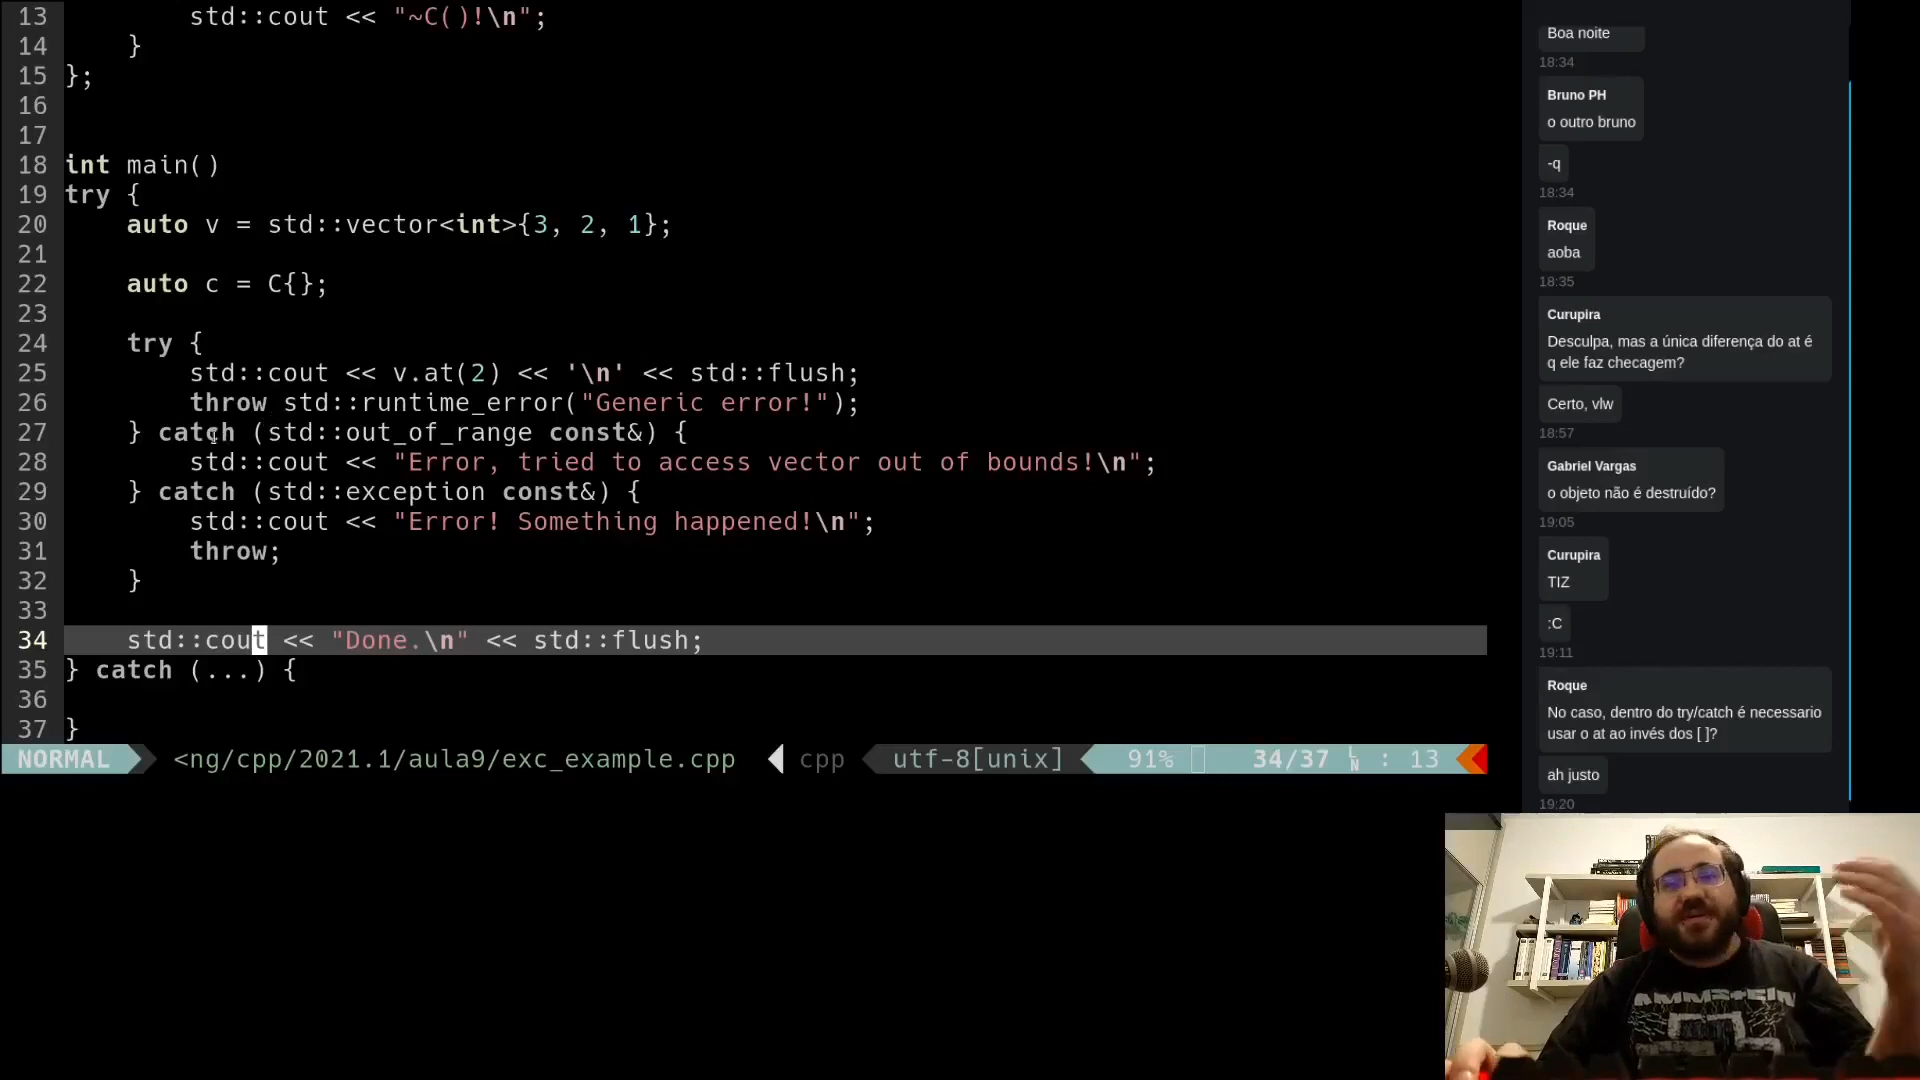 13 std::cout << "~C()!\n";
14 }
15 };
16
17
18 int main()
19 try {
20 auto v = std::vector<int>{3, 2, 1};
21
22 auto c = C{};
23
24 try {
25 std::cout << v.at(2) << '\n' << std::flush;
26 throw std::runtime_error("Generic error!");
27 } catch (std::out_of_range const&) {
28 std::cout << "Error, tried to access vector out of bounds!\n";
29 } catch (std::exception const&) {
30 std::cout << "Error! Something happened!\n";
31 throw;
32 }
33
34 std::cout << "Done.\n" << std::flush;
35 } catch (...) {
36
37 }
NORMAL <ng/cpp/2021.1/aula9/exc_example.cpp cpp utf-8[unix] 91% 34/37 LN : 13
Boa noite
18:34
Bruno PH
o outro bruno
-q
18:34
Roque
aoba
18:35
Curupira
Desculpa, mas a única diferença do at é
q ele faz checagem?
Certo, vlw
18:57
Gabriel Vargas
o objeto não é destruído?
19:05
Curupira
TIZ
:C
19:11
Roque
No caso, dentro do try/catch é necessario
usar o at ao invés dos [ ]?
ah justo
19:20
RAMMSTEIN